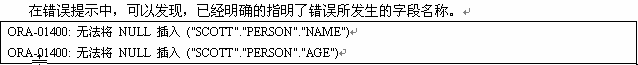 在错误提示中，可以发现，已经明确的指明了错误所发生的字段名称。
ORA-01400: 无法将 NULL 插入 ("SCOTT"."PERSON"."NAME")
ORA-01400: 无法将 NULL 插入 ("SCOTT"."PERSON"."AGE")